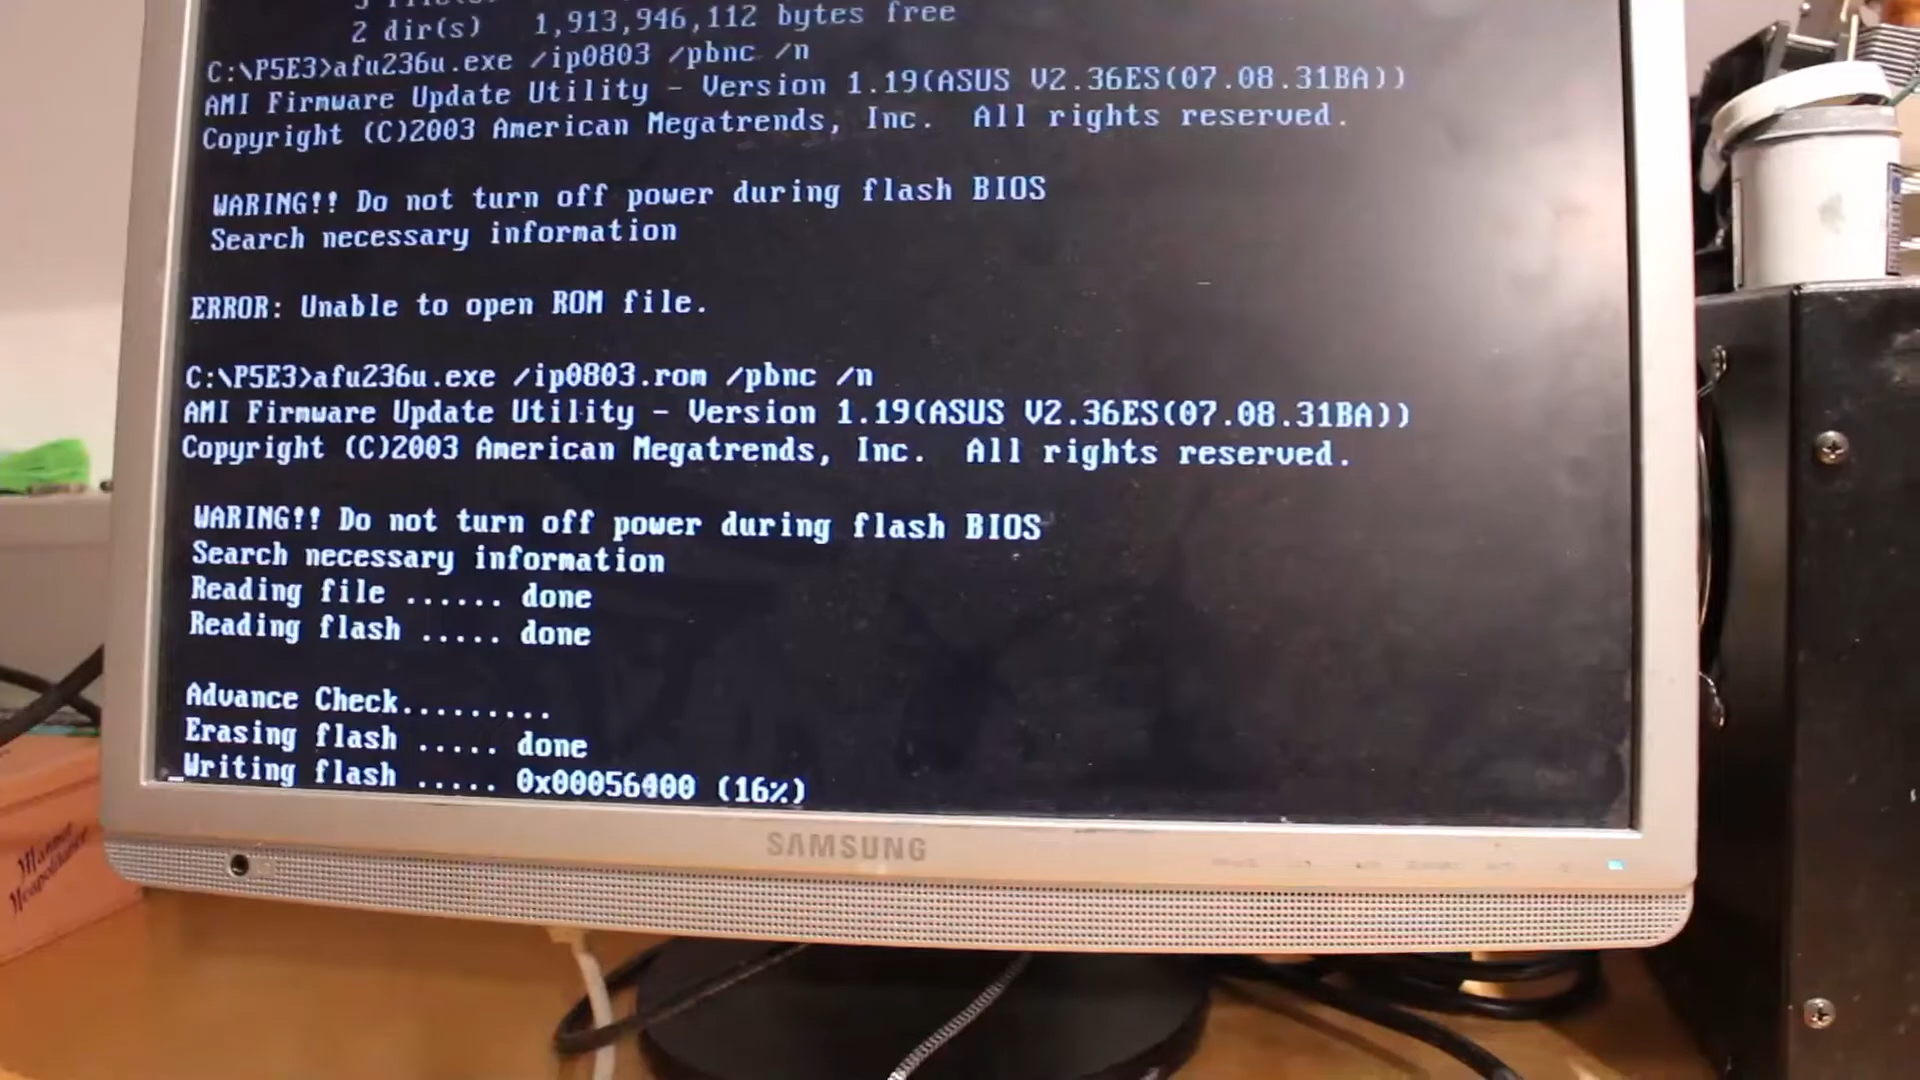 2 dir(s) 1,913,946,112 bytes free
C:\P5E3>afu236u.exe /ip0803 /pbnc /n
AMI Firmware Update Utility - Version 1.19(ASUS V2.36ES(07.08.31BA))
Copyright (C)2003 American Megatrends, Inc. All rights reserved.
WARING!! Do not turn off power during flash BIOS
Search necessary information
ERROR: Unable to open ROM file.
C:\P5E3>afu236u.exe /ip0803.rom /pbnc /n
AMI Firmware Update Utility - Version 1.19(ASUS V2.36ES(07.08.31BA))
Copyright (C)2003 American Megatrends, Inc. All rights reserved.
WARING!! Do not turn off power during flash BIOS
Search necessary information
Reading file ...... done
Reading flash ..... done
Advance Check.........
Erasing flash ..... done
Writing flash ..... 0x00056400 (16%)
SAMSUNG